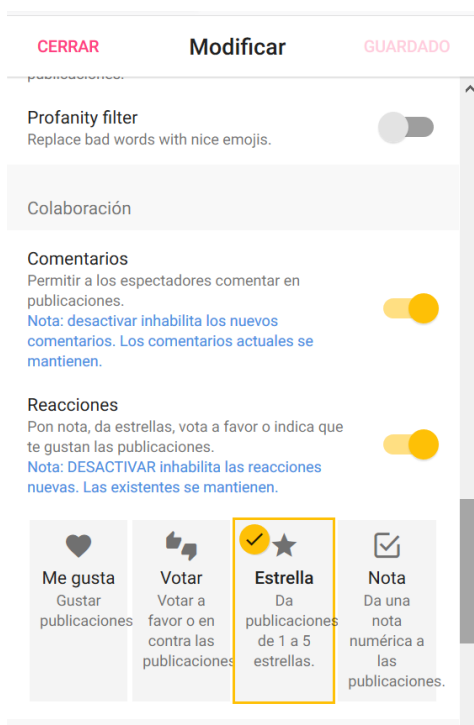 CERRAR Modificar GUARDADO
publicaciones.
Profanity filter
Replace bad words with nice emojis.
Colaboración
Comentarios
Permitir a los espectadores comentar en
publicaciones.
Nota: desactivar inhabilita los nuevos
comentarios. Los comentarios actuales se
mantienen.
Reacciones
Pon nota, da estrellas, vota a favor o indica que
te gustan las publicaciones.
Nota: DESACTIVAR inhabilita las reacciones
nuevas. Las existentes se mantienen.
Me gusta
Gustar
publicaciones
Votar
Votar a
favor o en
contra las
publicaciones
Estrella
Da
publicaciones
de 1 a 5
estrellas.
Nota
Da una
nota
numérica a
las
publicaciones.